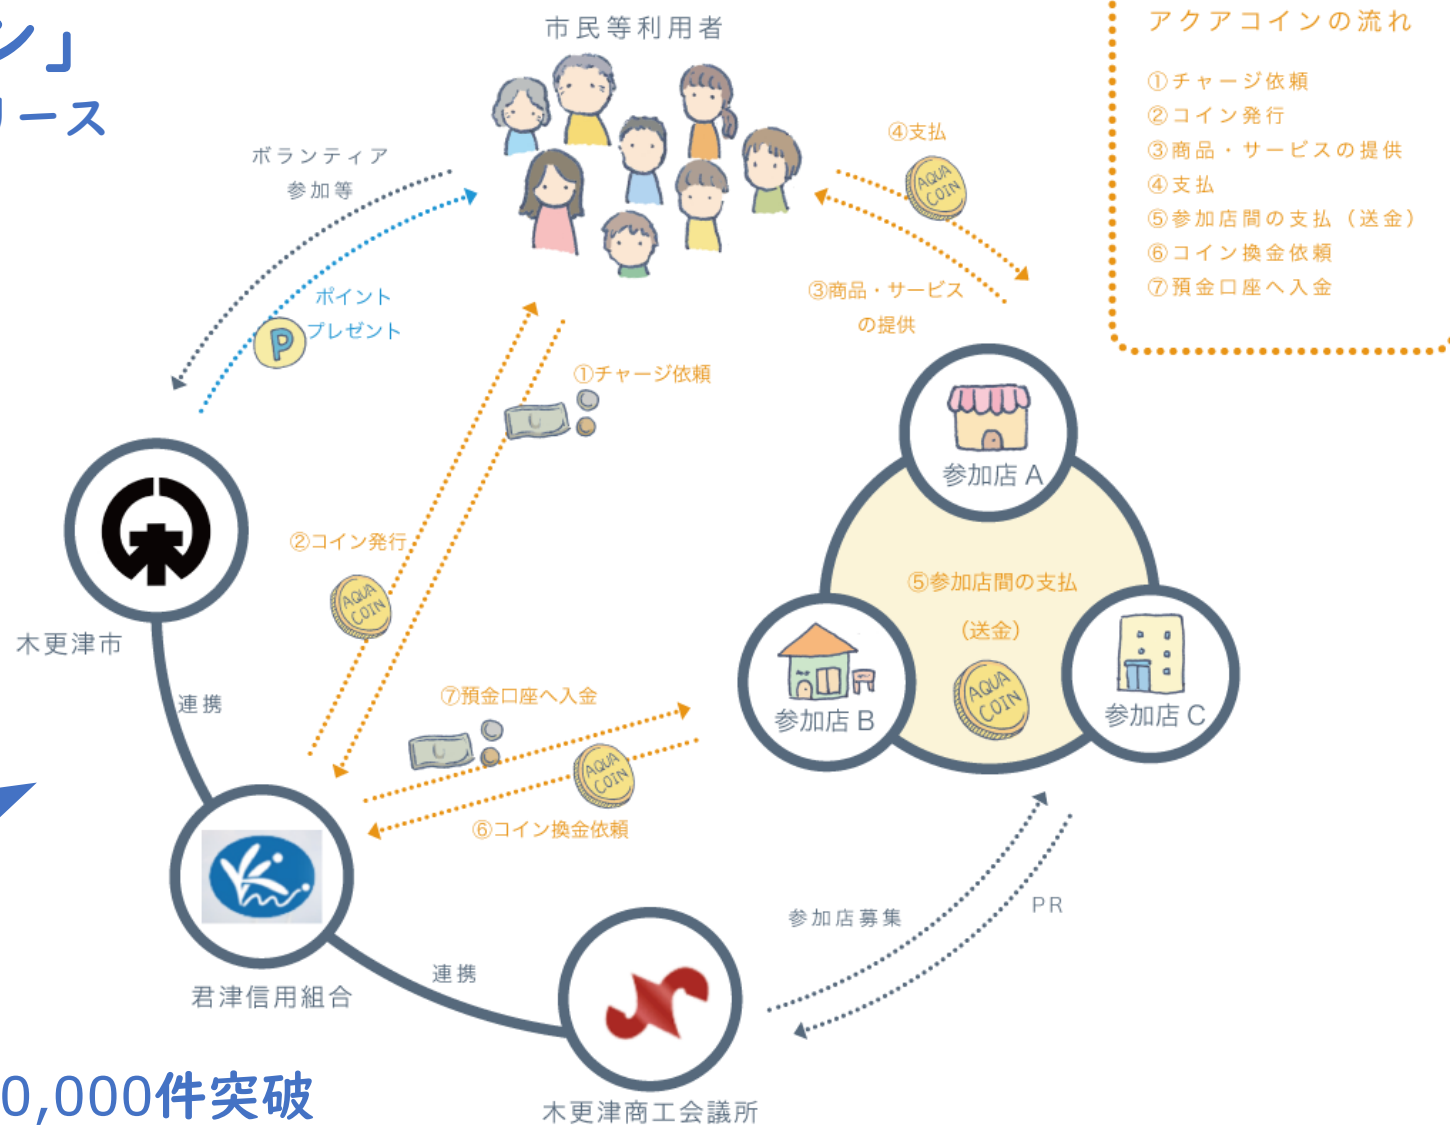 ン」
リース
市民等利用者
アクアコインの流れ
①チャージ依頼
②コイン発行
③商品・サービスの提供
④支払
⑤参加店間の支払（送金）
⑥コイン換金依頼
⑦預金口座へ入金
ボランティア
参加等
ポイント
プレゼント
P
④支払
AQUA
COIN
③商品・サービス
の提供
①チャージ依頼
②コイン発行
AQUA
COIN
参加店 A
⑤参加店間の支払
（送金）
AQUA
COIN
参加店 B
参加店 C
木更津市
連携
⑦預金口座へ入金
AQUA
COIN
⑥コイン換金依頼
君津信用組合
連携
参加店募集
PR
木更津商工会議所
0,000件突破